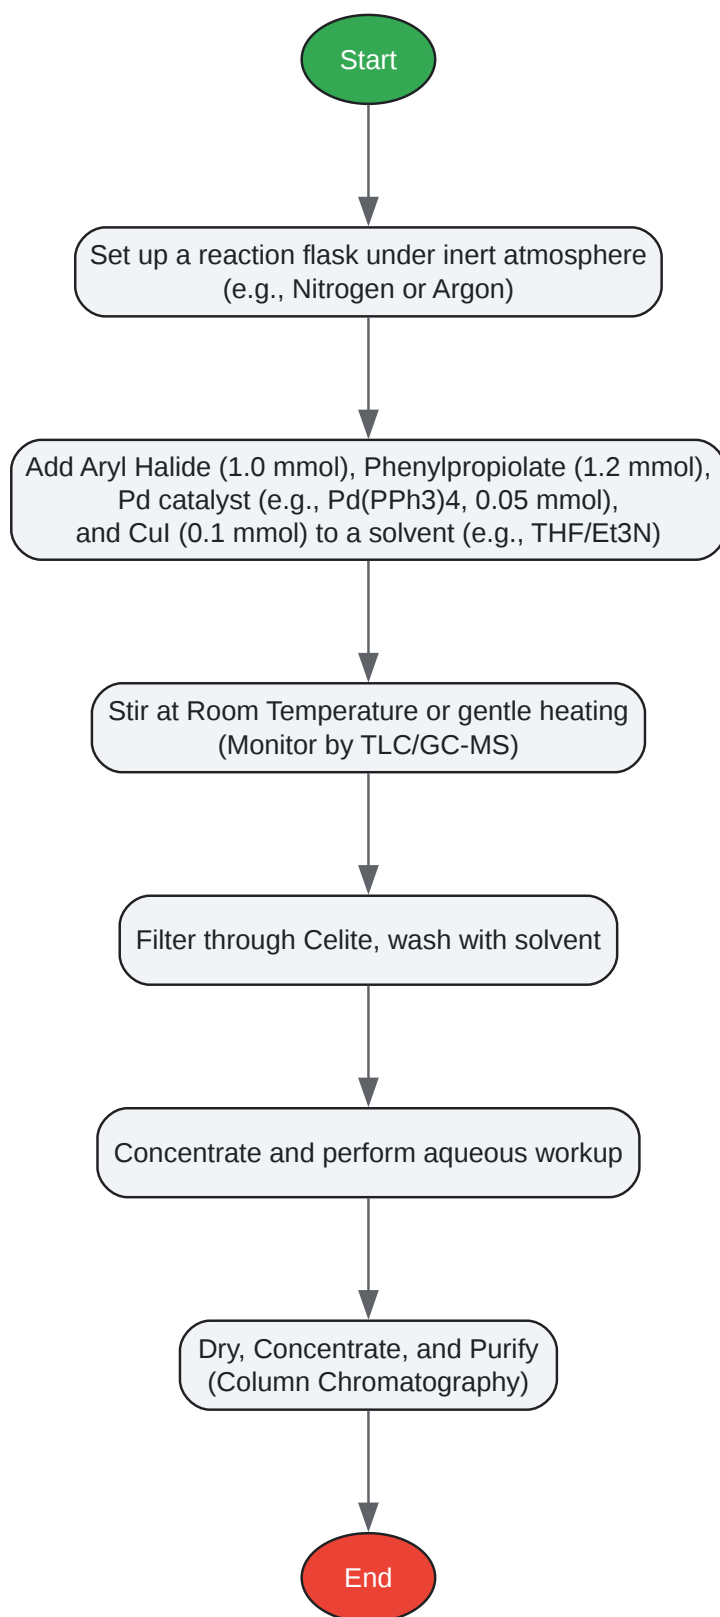 Start
Set up a reaction flask under inert atmosphere
(e.g., Nitrogen or Argon)
Add Aryl Halide (1.0 mmol), Phenylpropiolate (1.2 mmol),
Pd catalyst (e.g., Pd(PPh3)4, 0.05 mmol),
and CuI (0.1 mmol) to a solvent (e.g., THF/Et3N)
Stir at Room Temperature or gentle heating
(Monitor by TLC/GC-MS)
Filter through Celite, wash with solvent
Concentrate and perform aqueous workup
Dry, Concentrate, and Purify
(Column Chromatography)
End